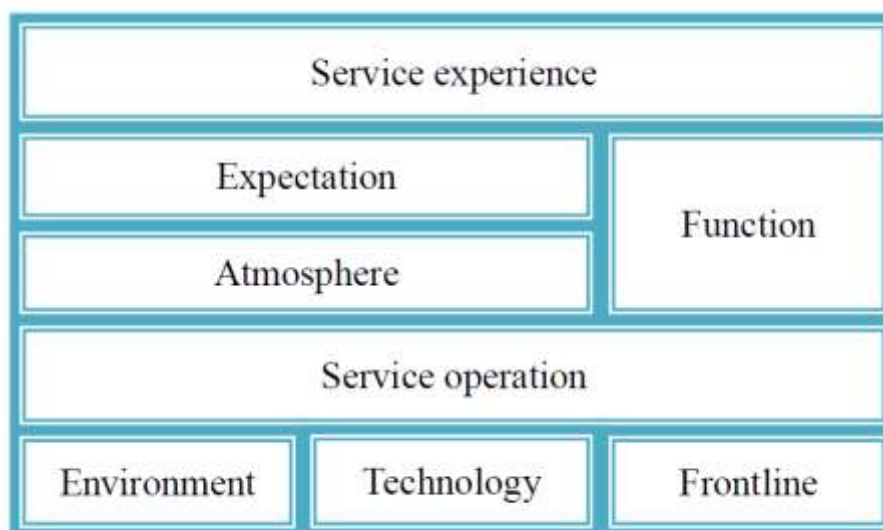 Service experience
Expectation
Function
Atmosphere
Service operation
Environment
Technology
Frontline